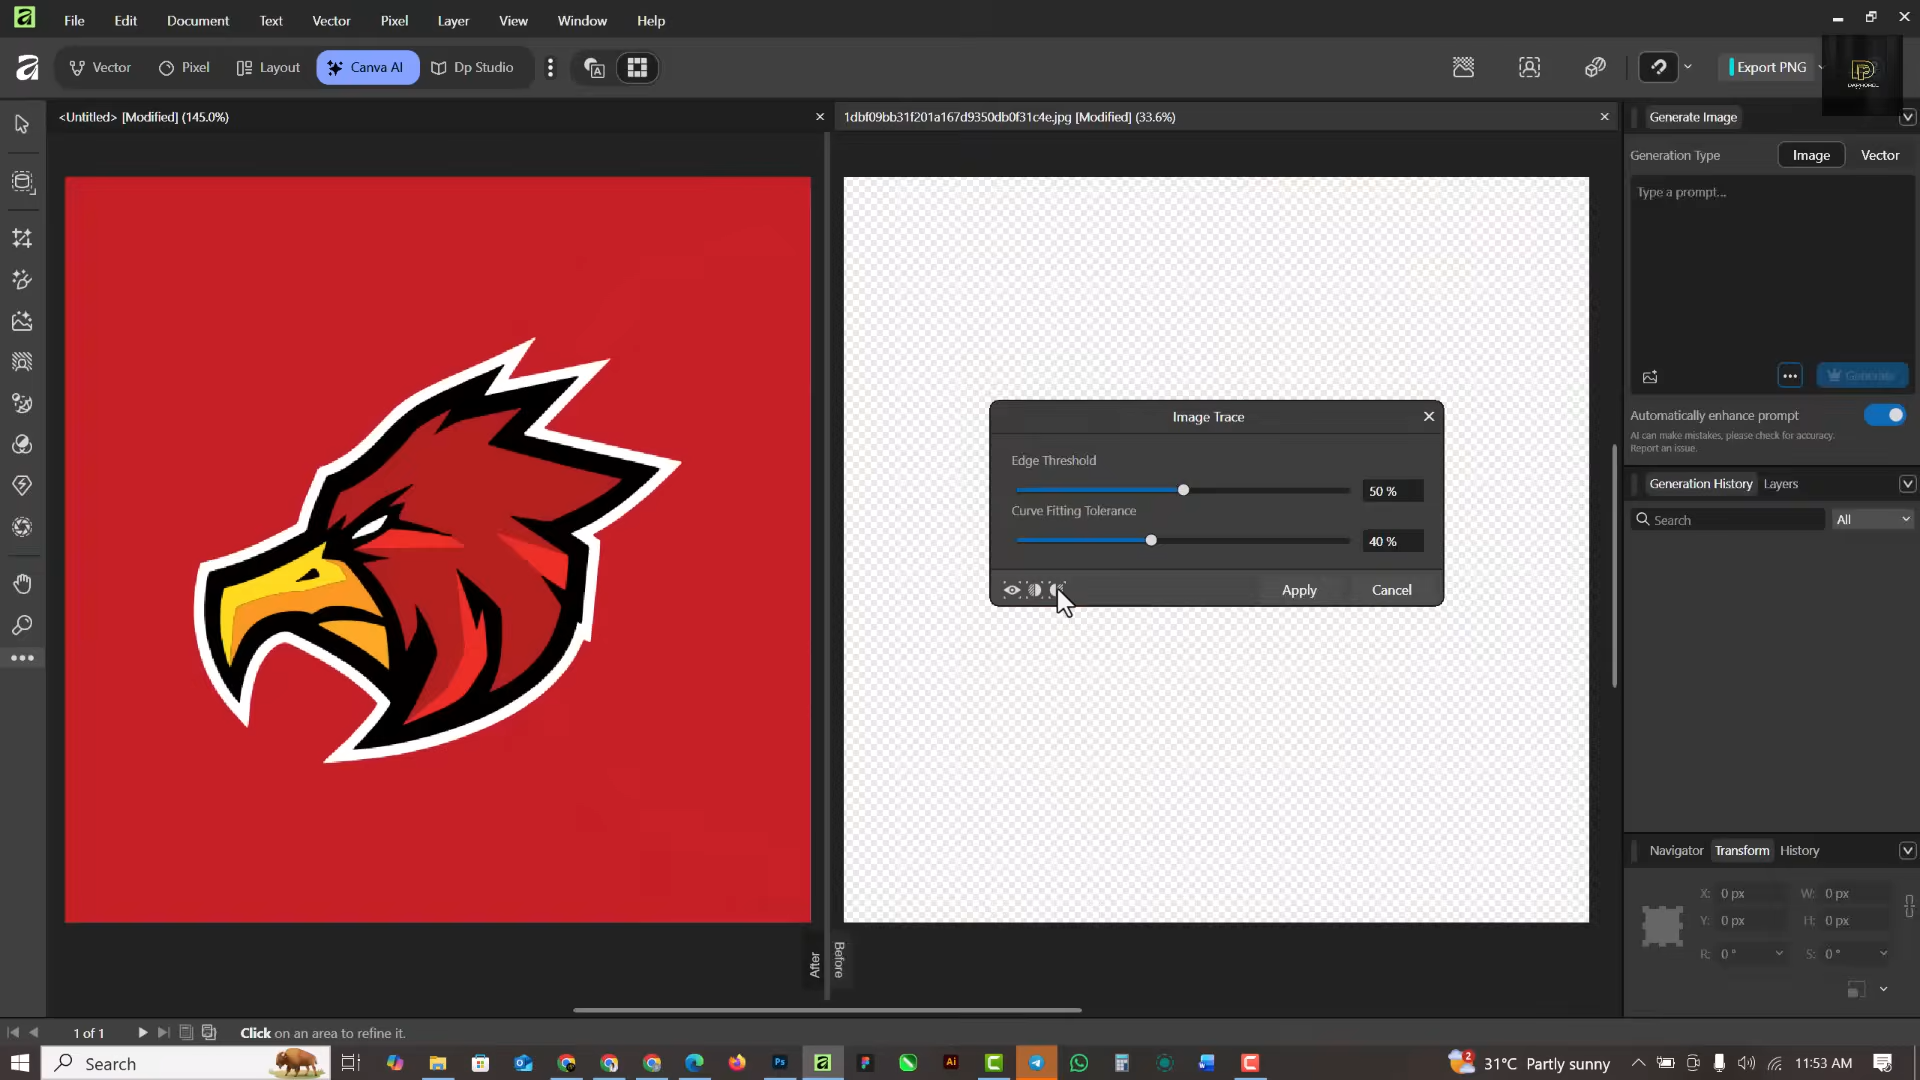 File Edit Document Text Vector Pixel Layer View Window Help
Vector Pixel Layout Canva AI Dp Studio Export PNG
<Untitled> [Modified] (145.0%)
1dbf09bb31f201a167d9350db0f31c4e.jpg [Modified] (33.6%)
Generate Image
Generation Type Image Vector
Type a prompt...
Generate
Automatically enhance prompt
AI can make mistakes, please check for accuracy.
Report an issue.
Image Trace
Edge Threshold
50 %
Curve Fitting Tolerance
40 %
Apply Cancel
Generation History Layers
Search All
Navigator Transform History
X: 0 px W: 0 px
Y: 0 px H: 0 px
R: 0 ° S: 0 °
After
Before
1 of 1 Click on an area to refine it.
Search
Ps
Ai
2
31°C Partly sunny
11:53 AM